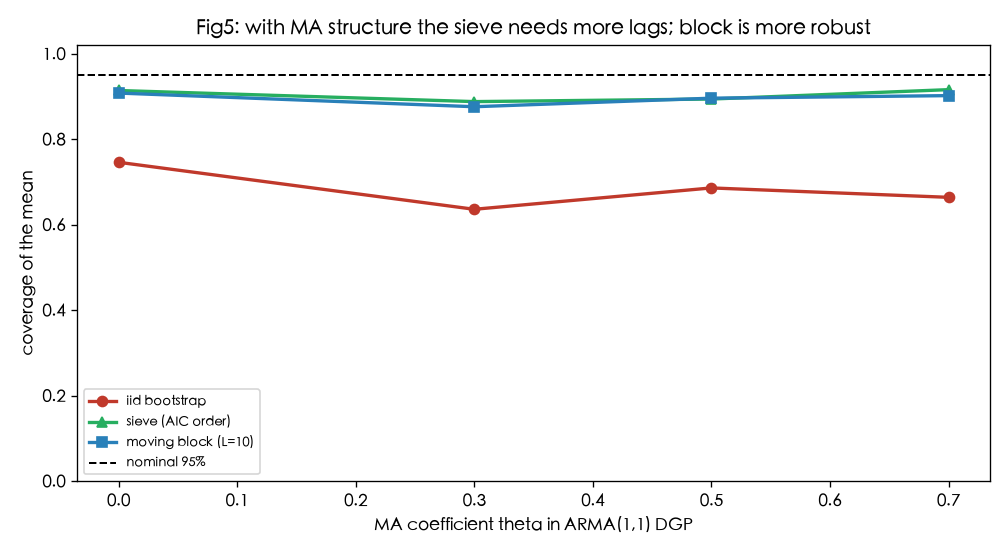 Fig5: with MA structure the sieve needs more lags; block is more robust
coverage of the mean
1.0
0.8
0.6
0.4
0.2
0.0
iid bootstrap
sieve (AIC order)
moving block (L=10)
nominal 95%
0.0 0.1 0.2 0.3 0.4 0.5 0.6 0.7
MA coefficient theta in ARMA(1,1) DGP